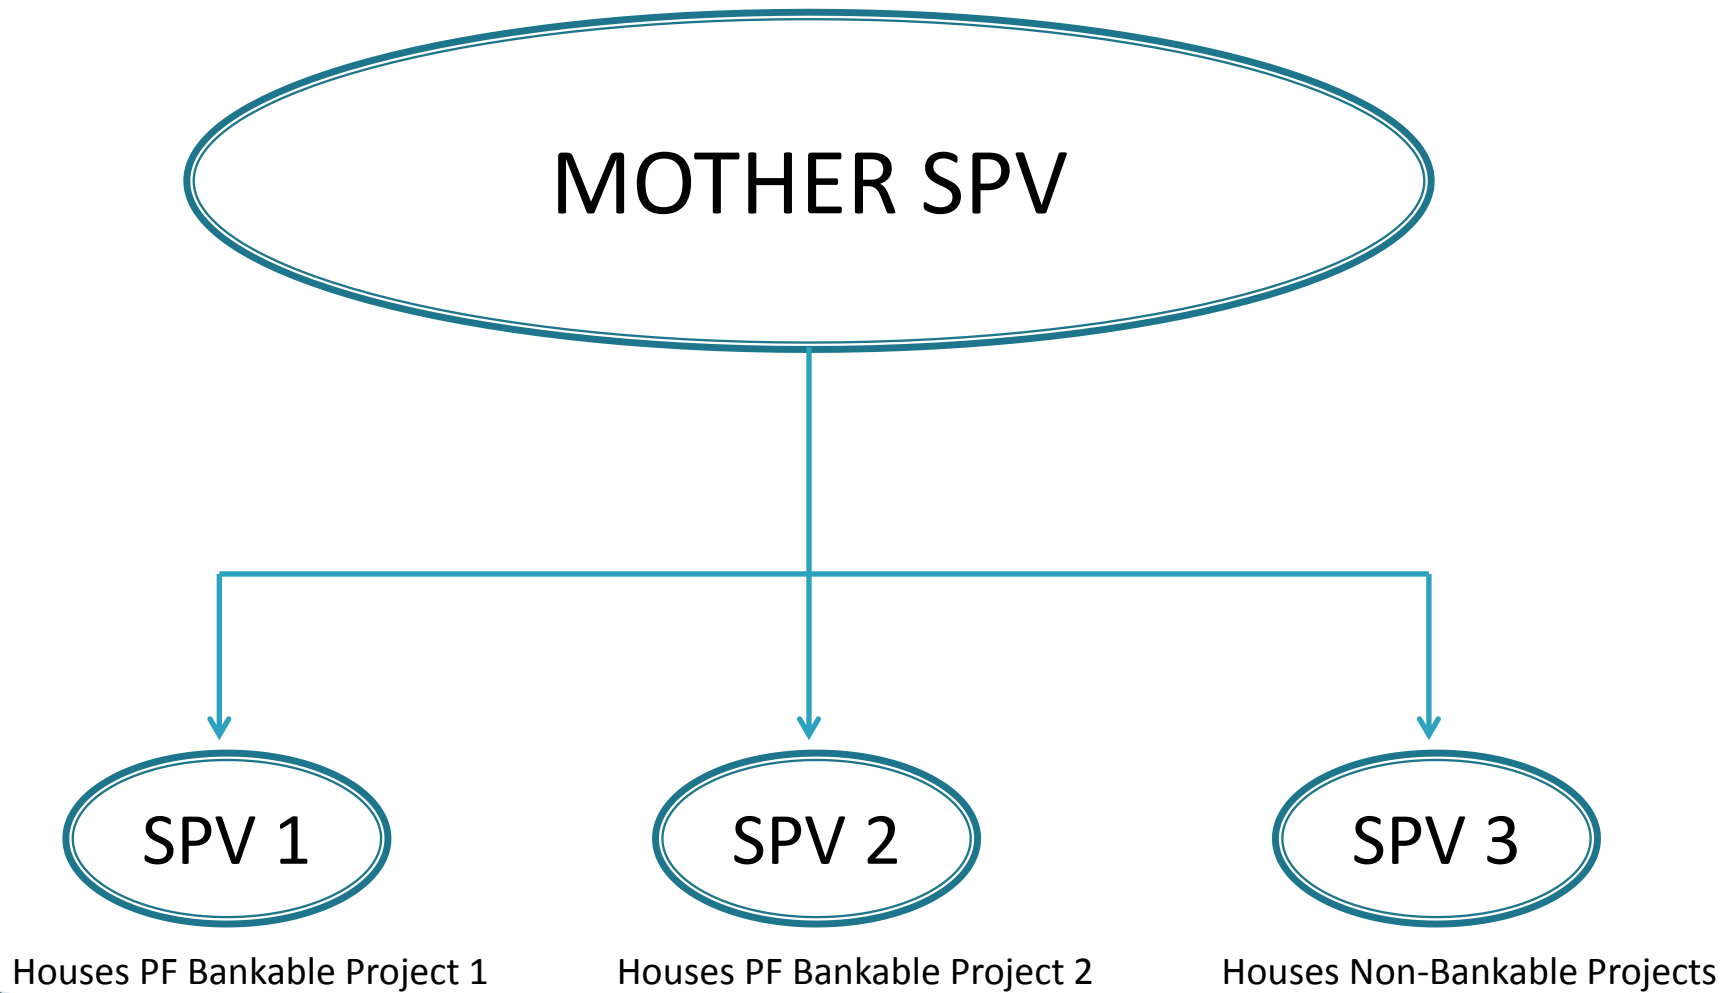 MOTHER SPV
SPV 1
SPV 2
SPV 3
Houses PF Bankable Project 1
Houses PF Bankable Project 2
Houses Non-Bankable Projects